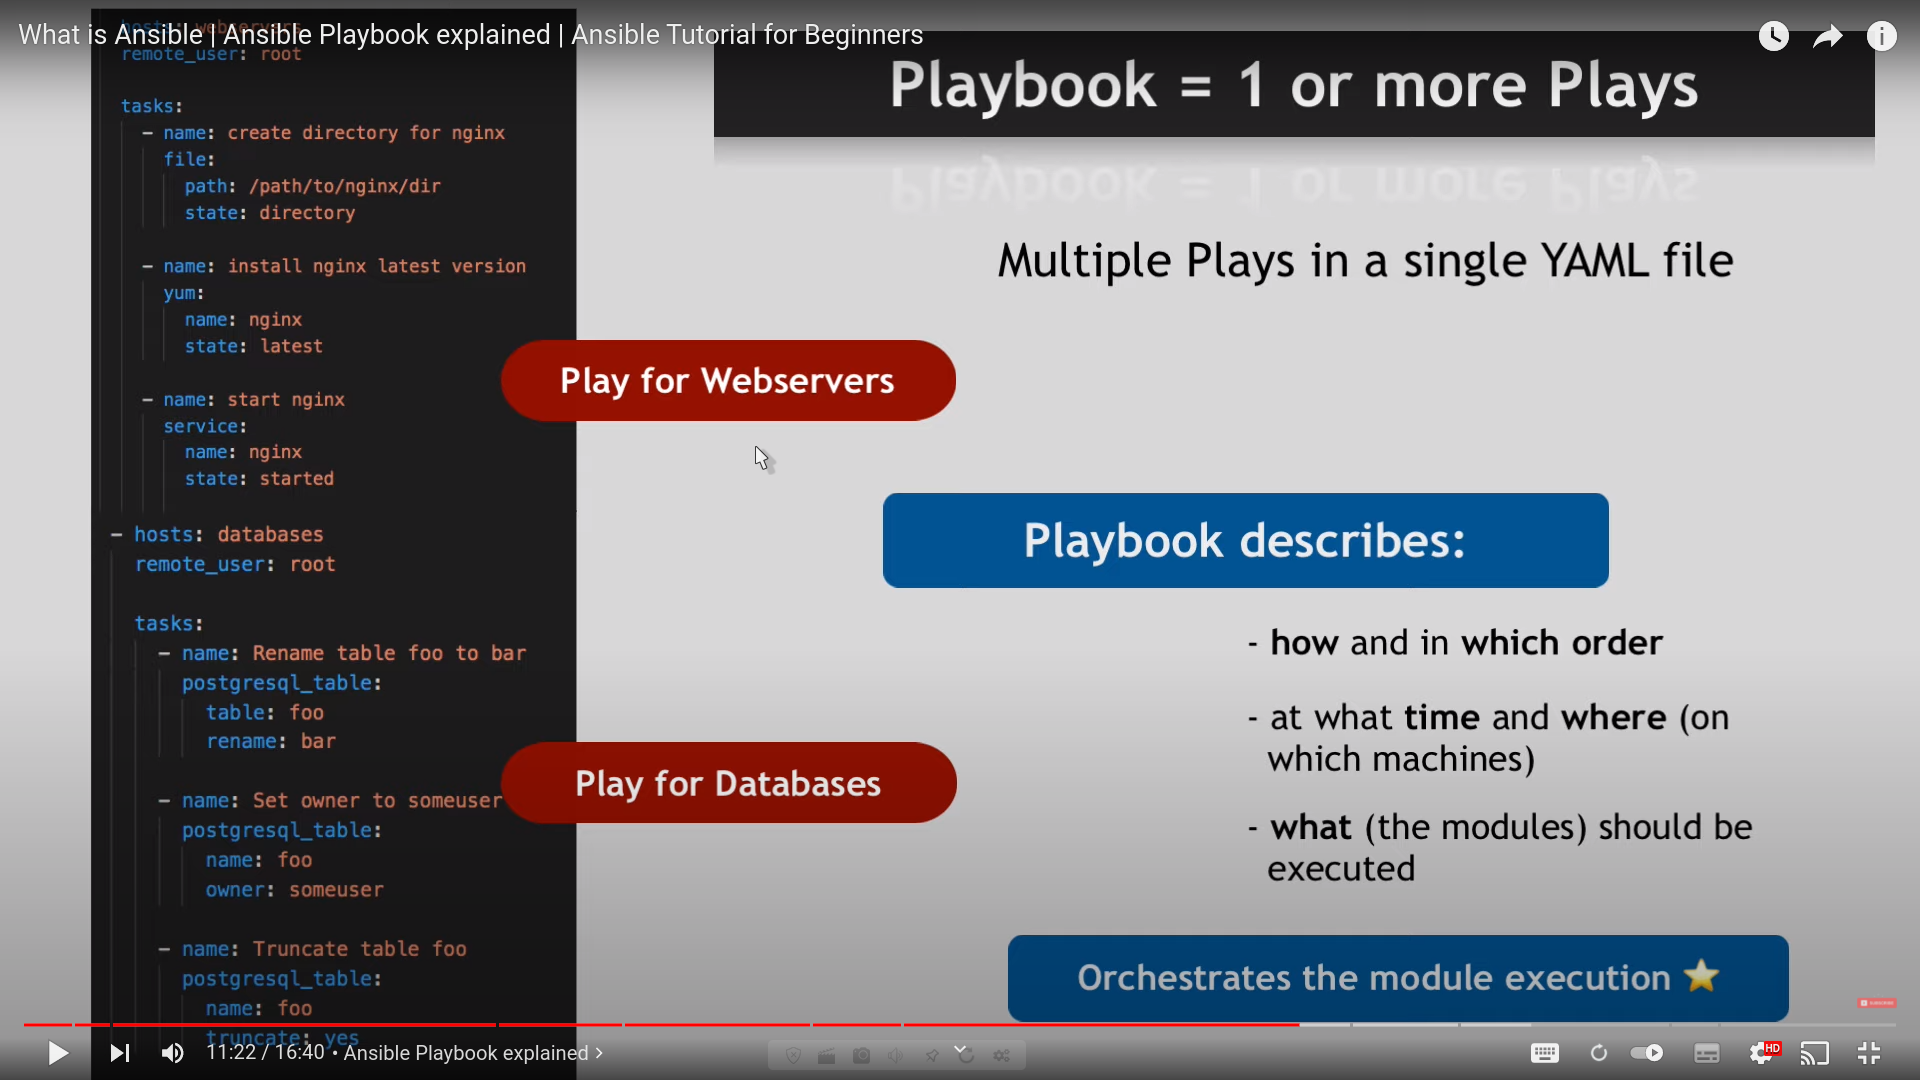 What is Ansible | Ansible Playbook explained | Ansible Tutorial for Beginners
hosts: webservers
remote_user: root
tasks:
- name: create directory for nginx
file:
path: /path/to/nginx/dir
state: directory
- name: install nginx latest version
yum:
name: nginx
state: latest
- name: start nginx
service:
name: nginx
state: started
- hosts: databases
remote_user: root
tasks:
- name: Rename table foo to bar
postgresql_table:
table: foo
rename: bar
- name: Set owner to someuser
postgresql_table:
name: foo
owner: someuser
- name: Truncate table foo
postgresql_table:
name: foo
truncate: yes
Play for Webservers
Play for Databases
Playbook = 1 or more Plays
Multiple Plays in a single YAML file
Playbook describes:
- how and in which order
- at what time and where (on
which machines)
- what (the modules) should be
executed
Orchestrates the module execution ⭐
SUBSCRIBE
11:22 / 16:40 • Ansible Playbook explained >
HD